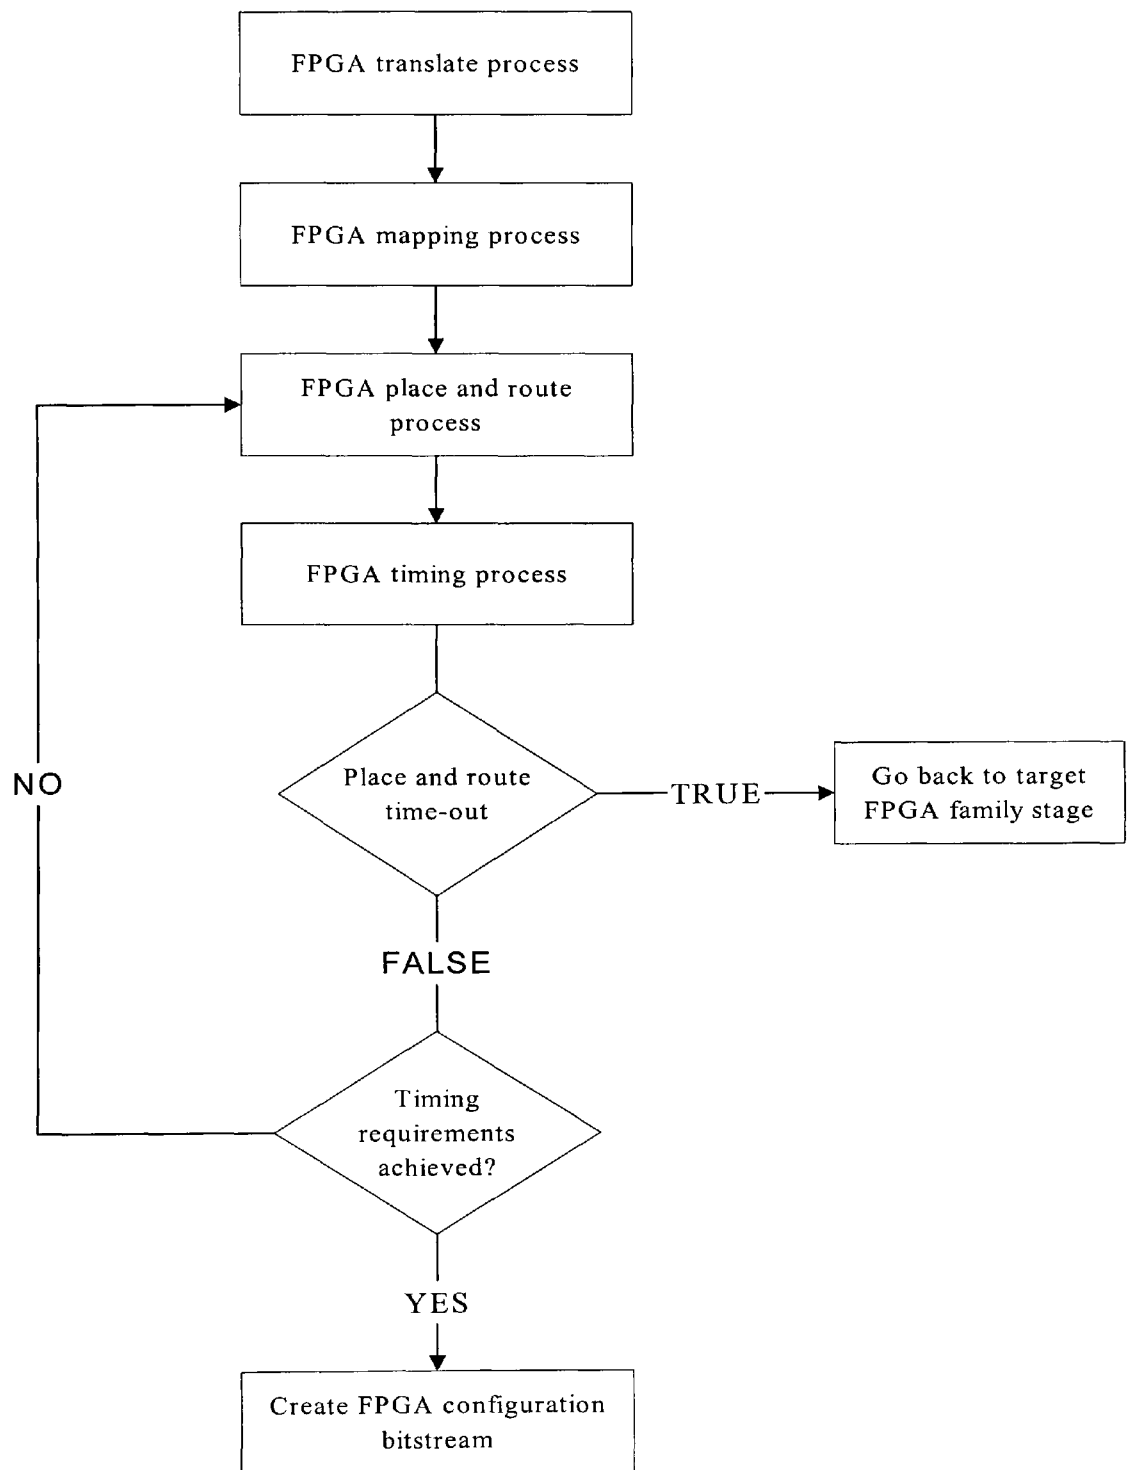 FPGA translate process
FPGA mapping process
FPGA place and route
process
FPGA timing process
Place and route
time-out
TRUE
Go back to target
FPGA family stage
NO
FALSE
Timing
requirements
achieved?
YES
Create FPGA configuration
bitstream